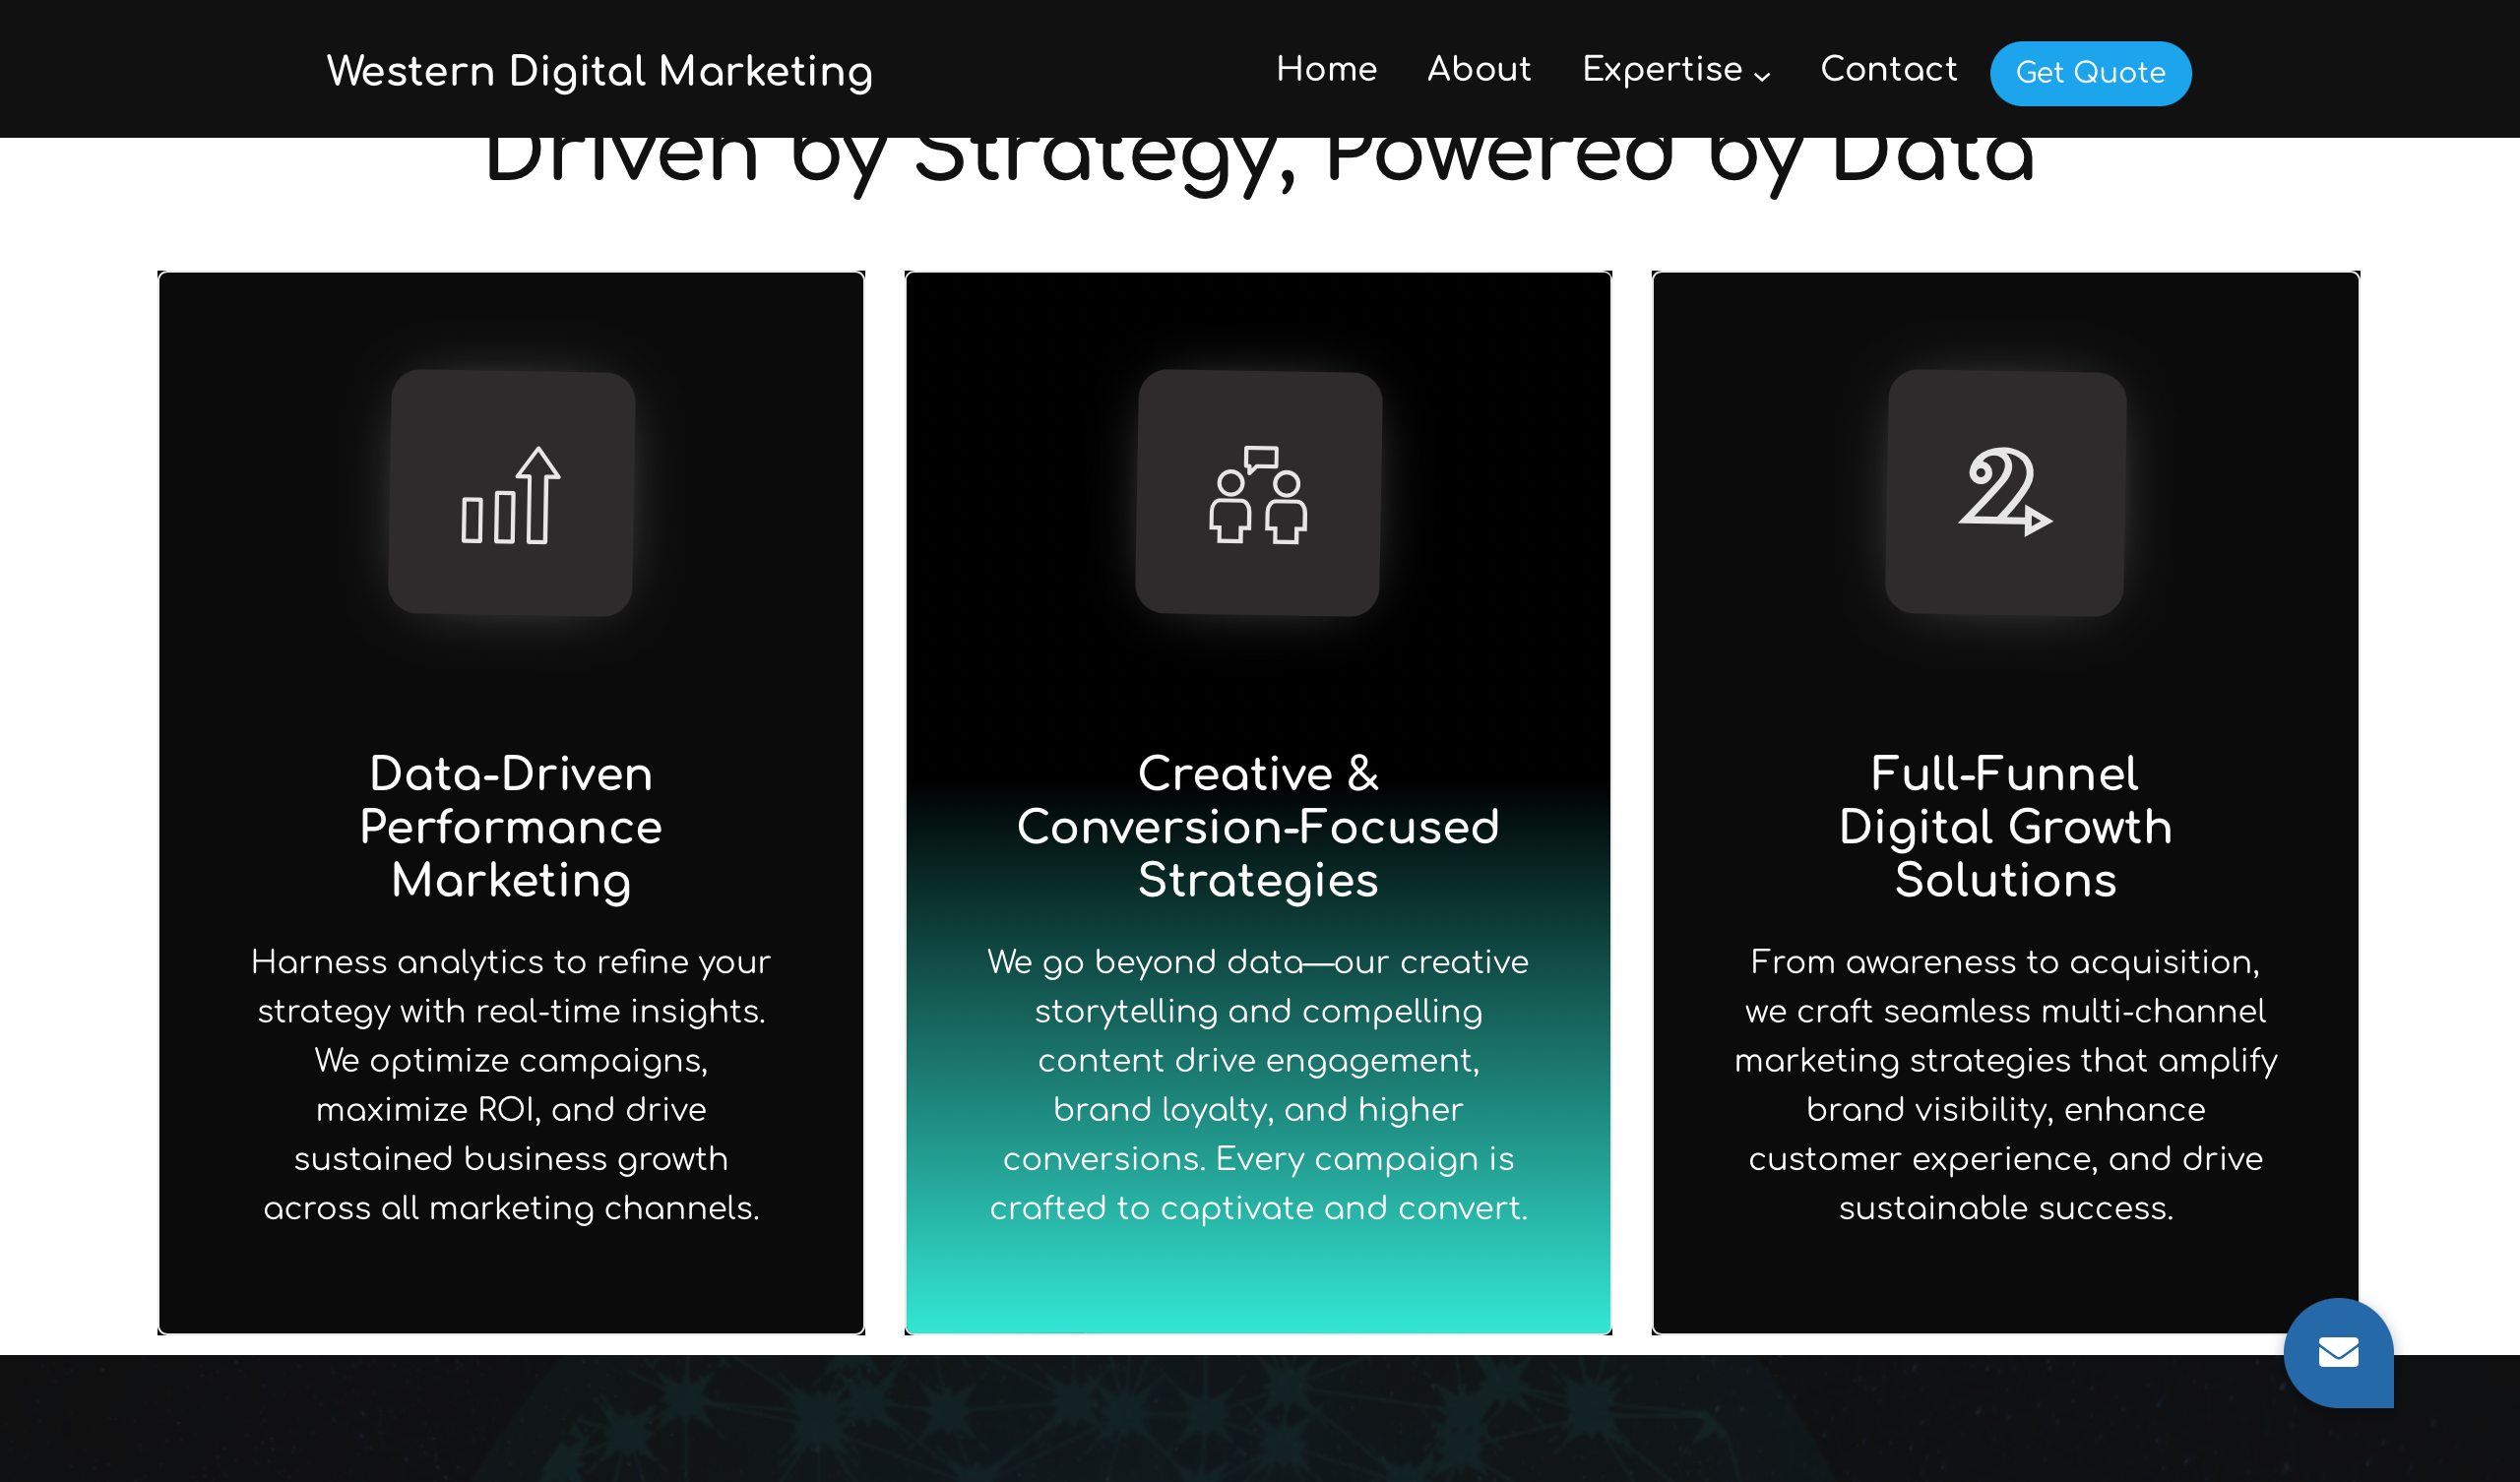 Western Digital Marketing
Home
About
Expertise
Contact
Get Quote
Driven by Strategy, Powered by Data
Data-Driven
Performance
Marketing
Harness analytics to refine your
strategy with real-time insights.
We optimize campaigns,
maximize ROI, and drive
sustained business growth
across all marketing channels.
Creative &
Conversion-Focused
Strategies
We go beyond data—our creative
storytelling and compelling
content drive engagement,
brand loyalty, and higher
conversions. Every campaign is
crafted to captivate and convert.
Full-Funnel
Digital Growth
Solutions
From awareness to acquisition,
we craft seamless multi-channel
marketing strategies that amplify
brand visibility, enhance
customer experience, and drive
sustainable success.